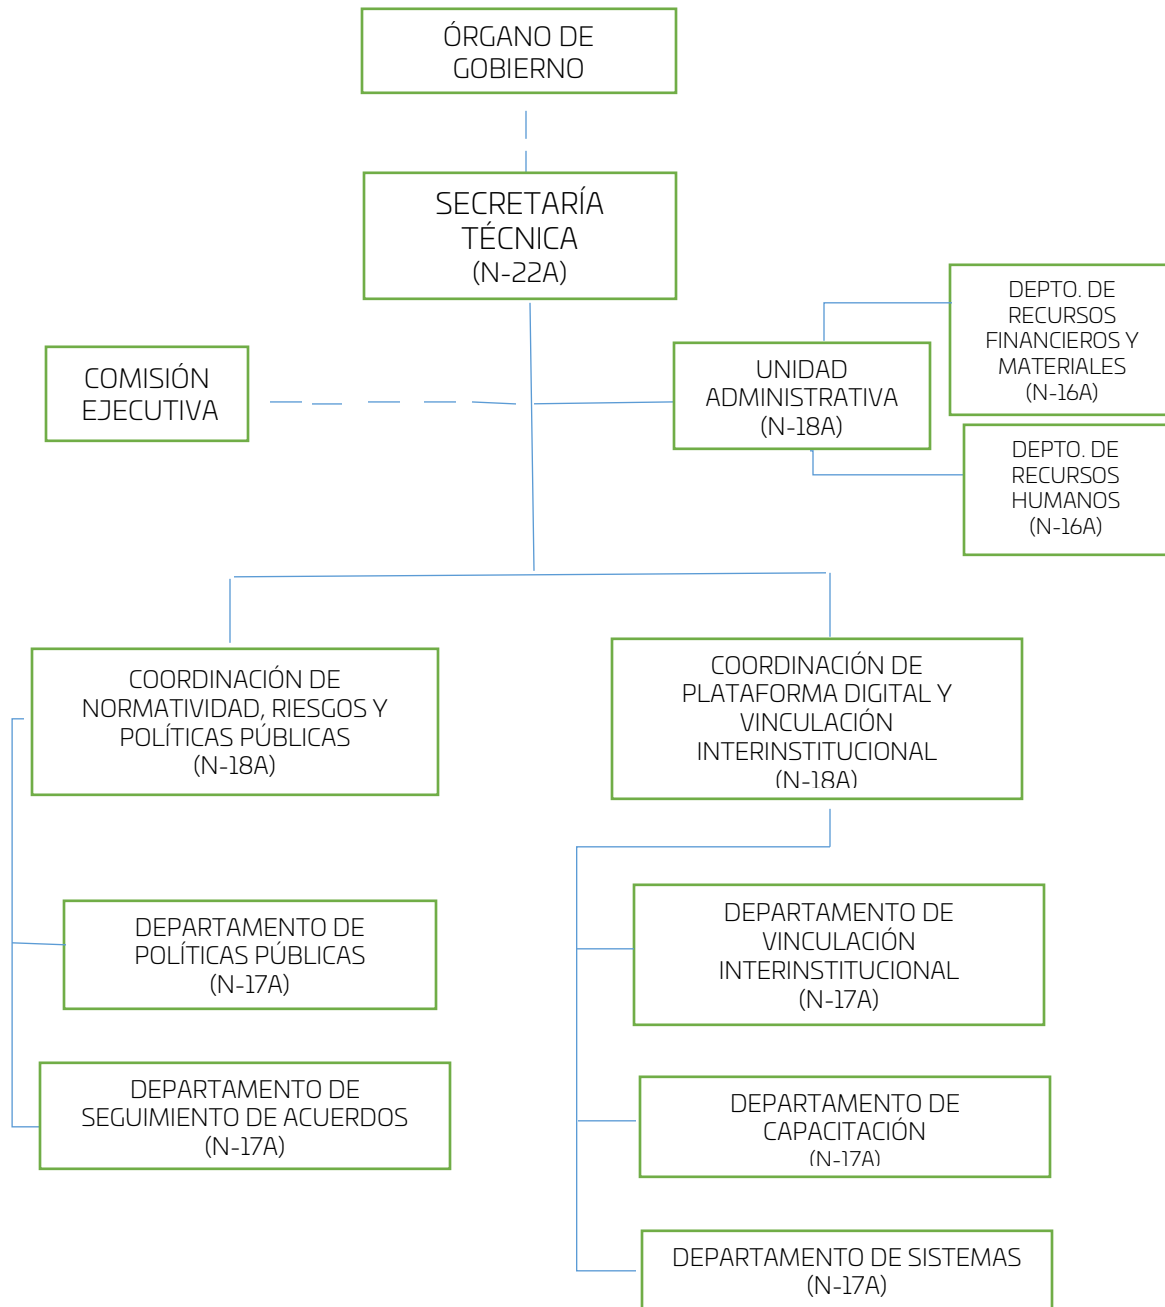 ÓRGANO DE
GOBIERNO
SECRETARÍA
TÉCNICA
(N-22A)
COMISIÓN
EJECUTIVA
UNIDAD
ADMINISTRATIVA
(N-18A)
DEPTO. DE
RECURSOS
FINANCIEROS Y
MATERIALES
(N-16A)
DEPTO. DE
RECURSOS
HUMANOS
(N-16A)
COORDINACIÓN DE
NORMATIVIDAD, RIESGOS Y
POLÍTICAS PÚBLICAS
(N-18A)
COORDINACIÓN DE
PLATAFORMA DIGITAL Y
VINCULACIÓN
INTERINSTITUCIONAL
(N-18A)
DEPARTAMENTO DE
POLÍTICAS PÚBLICAS
(N-17A)
DEPARTAMENTO DE
SEGUIMIENTO DE ACUERDOS
(N-17A)
DEPARTAMENTO DE
VINCULACIÓN
INTERINSTITUCIONAL
(N-17A)
DEPARTAMENTO DE
CAPACITACIÓN
(N-17A)
DEPARTAMENTO DE SISTEMAS
(N-17A)